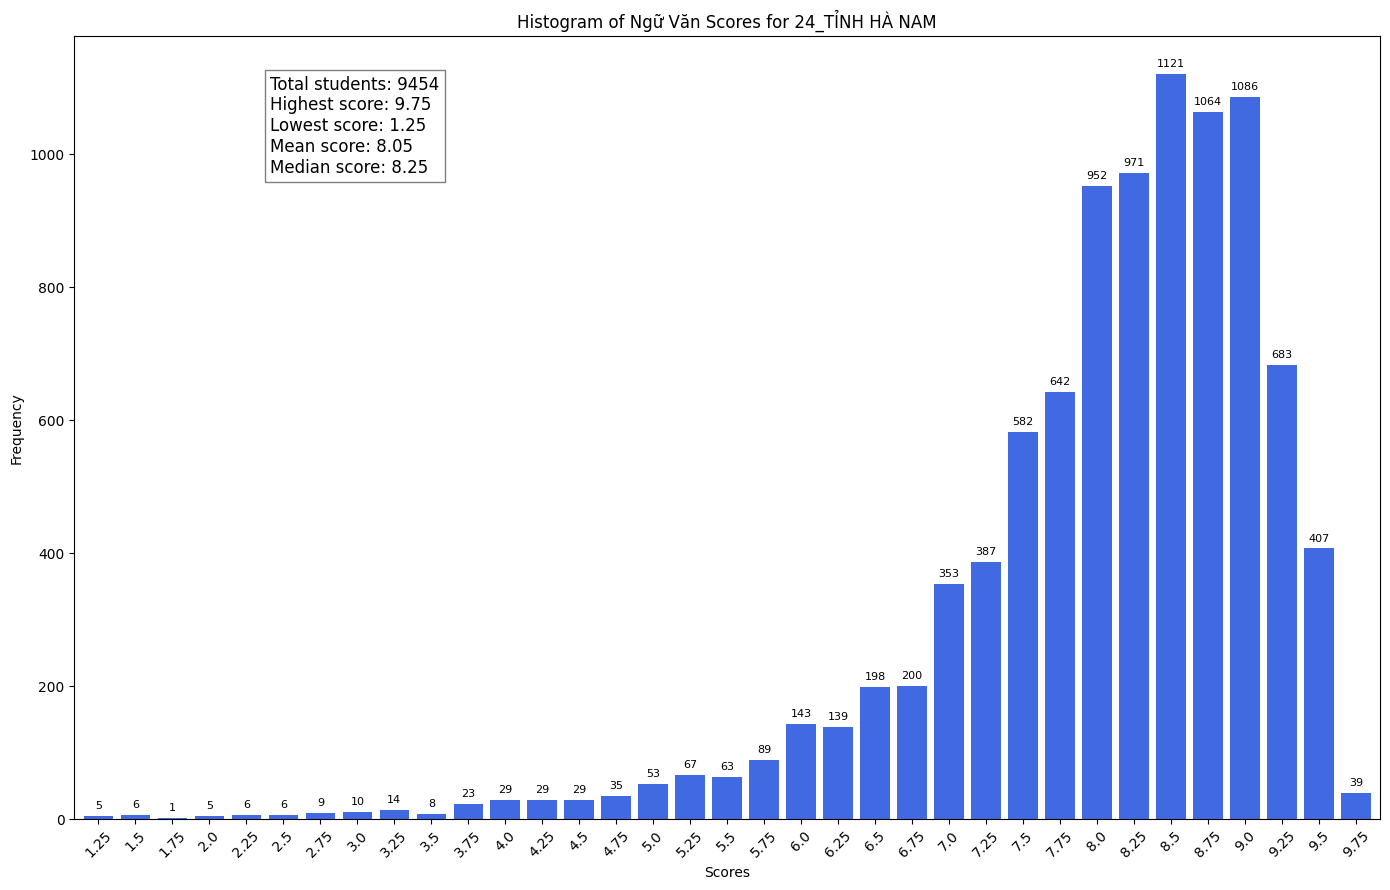 Histogram of Ngữ Văn Scores for 24_TỈNH HÀ NAM
Total students: 9454
Highest score: 9.75
Lowest score: 1.25
Mean score: 8.05
Median score: 8.25
Frequency
1000
800
600
400
200
0
5 6 1 5 6 6 9 10 14 8 23 29 29 29 35 53 67 63 89 143 139 198 200 353 387 582 642 952 971 1121 1064 1086 683 407 39
1.25 1.5 1.75 2.0 2.25 2.5 2.75 3.0 3.25 3.5 3.75 4.0 4.25 4.5 4.75 5.0 5.25 5.5 5.75 6.0 6.25 6.5 6.75 7.0 7.25 7.5 7.75 8.0 8.25 8.5 8.75 9.0 9.25 9.5 9.75
Scores